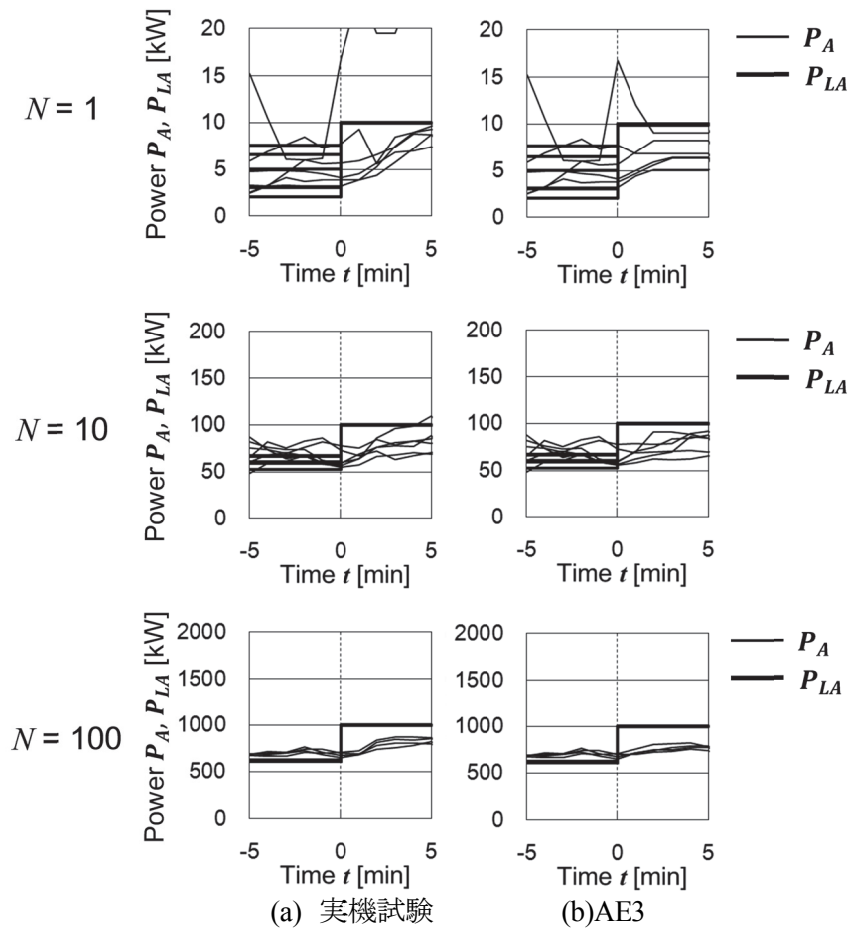 N = 1
Power P_A, P_LA [kW]
20
15
10
5
0
-5 0 5
Time t [min]
20
15
10
5
0
-5 0 5
Time t [min]
P_A
P_LA
N = 10
Power P_A, P_LA [kW]
200
150
100
50
0
-5 0 5
Time t [min]
200
150
100
50
0
-5 0 5
Time t [min]
P_A
P_LA
N = 100
Power P_A, P_LA [kW]
2000
1500
1000
500
0
-5 0 5
Time t [min]
2000
1500
1000
500
0
-5 0 5
Time t [min]
P_A
P_LA
(a) 実機試験
(b)AE3